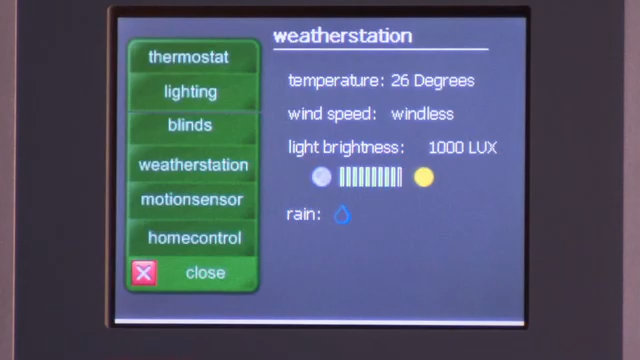 weatherstation
thermostat
lighting
blinds
weatherstation
motionsensor
homecontrol
close
temperature: 26 Degrees
wind speed: windless
light brightness: 1000 LUX
rain: